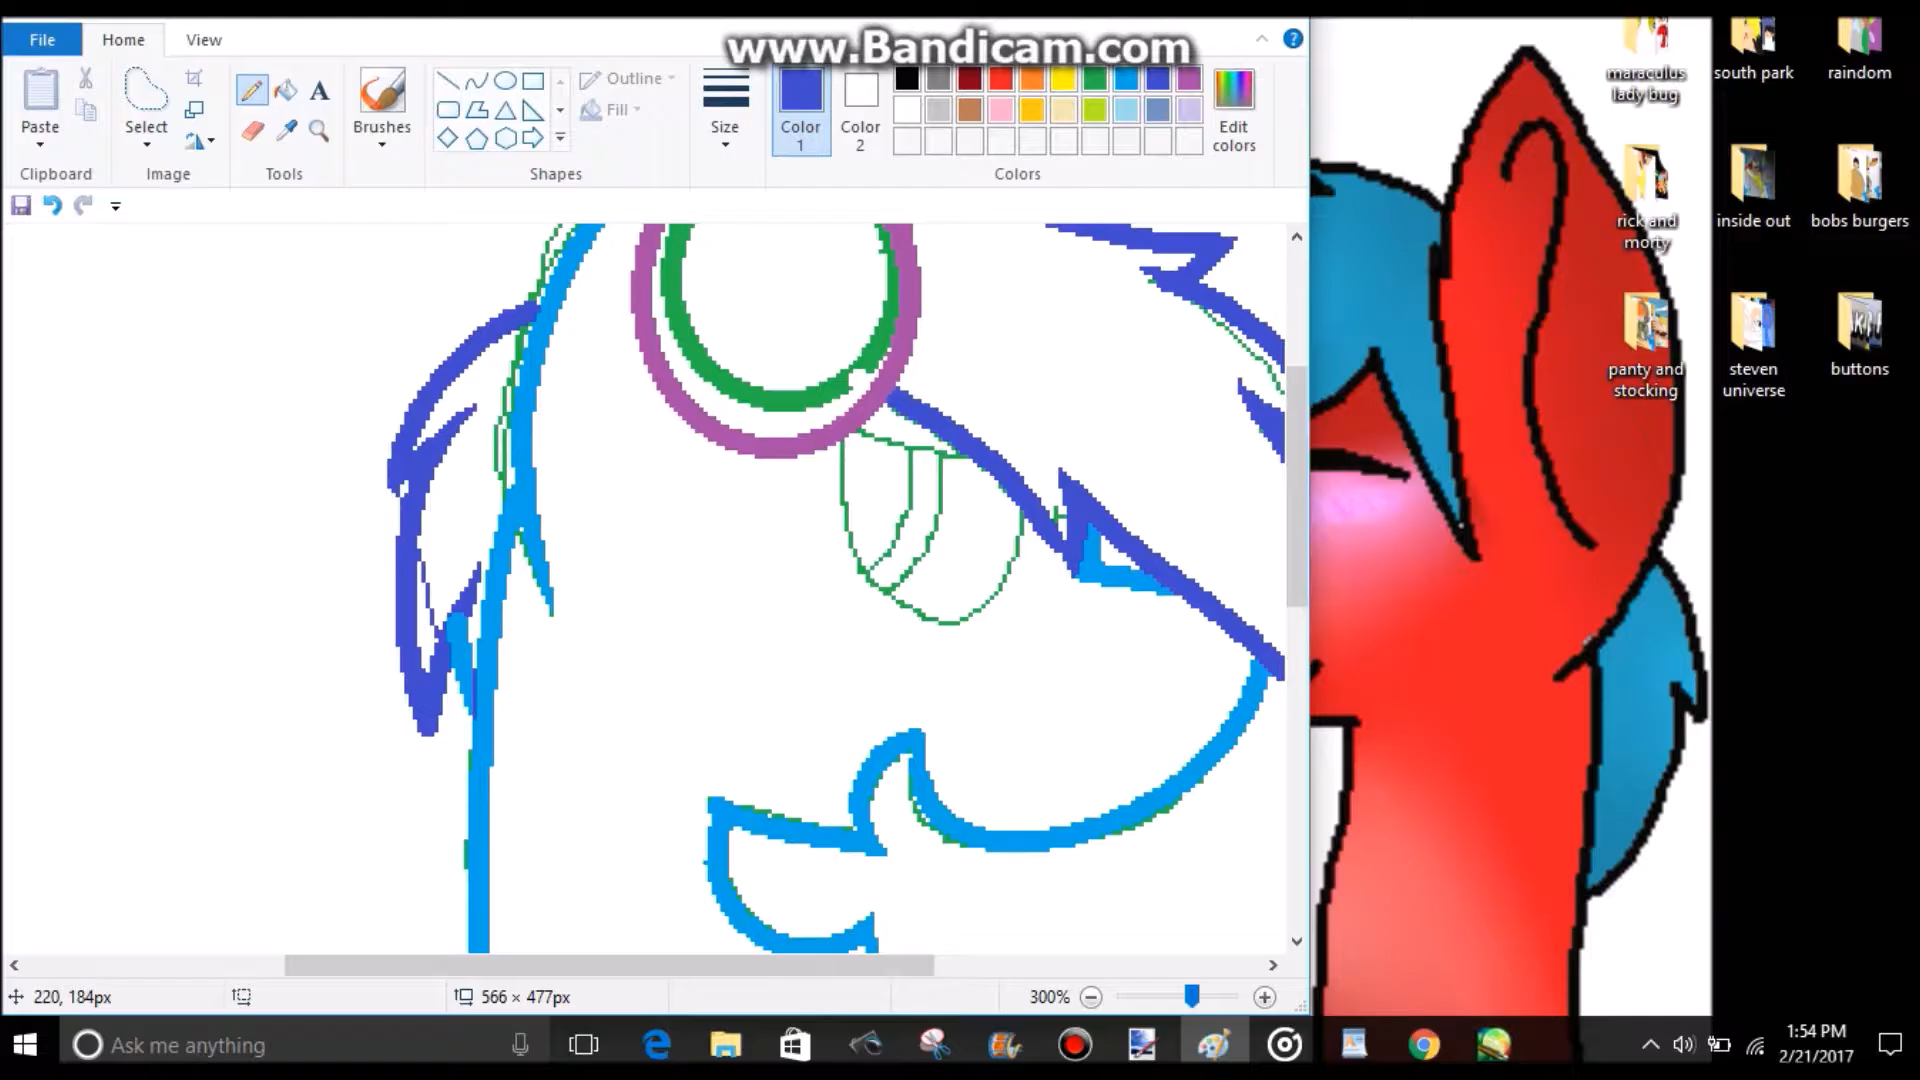 www.Bandicam.com
File Home View
Paste
Select
Brushes
Outline
Fill
Size
Color 1
Color 2
Edit colors
Clipboard Image Tools Shapes Colors
maraculus lady bug
south park
raindom
rick and morty
inside out
bobs burgers
panty and stocking
steven universe
buttons
220, 184px
566 × 477px
300%
Ask me anything
1:54 PM
2/21/2017